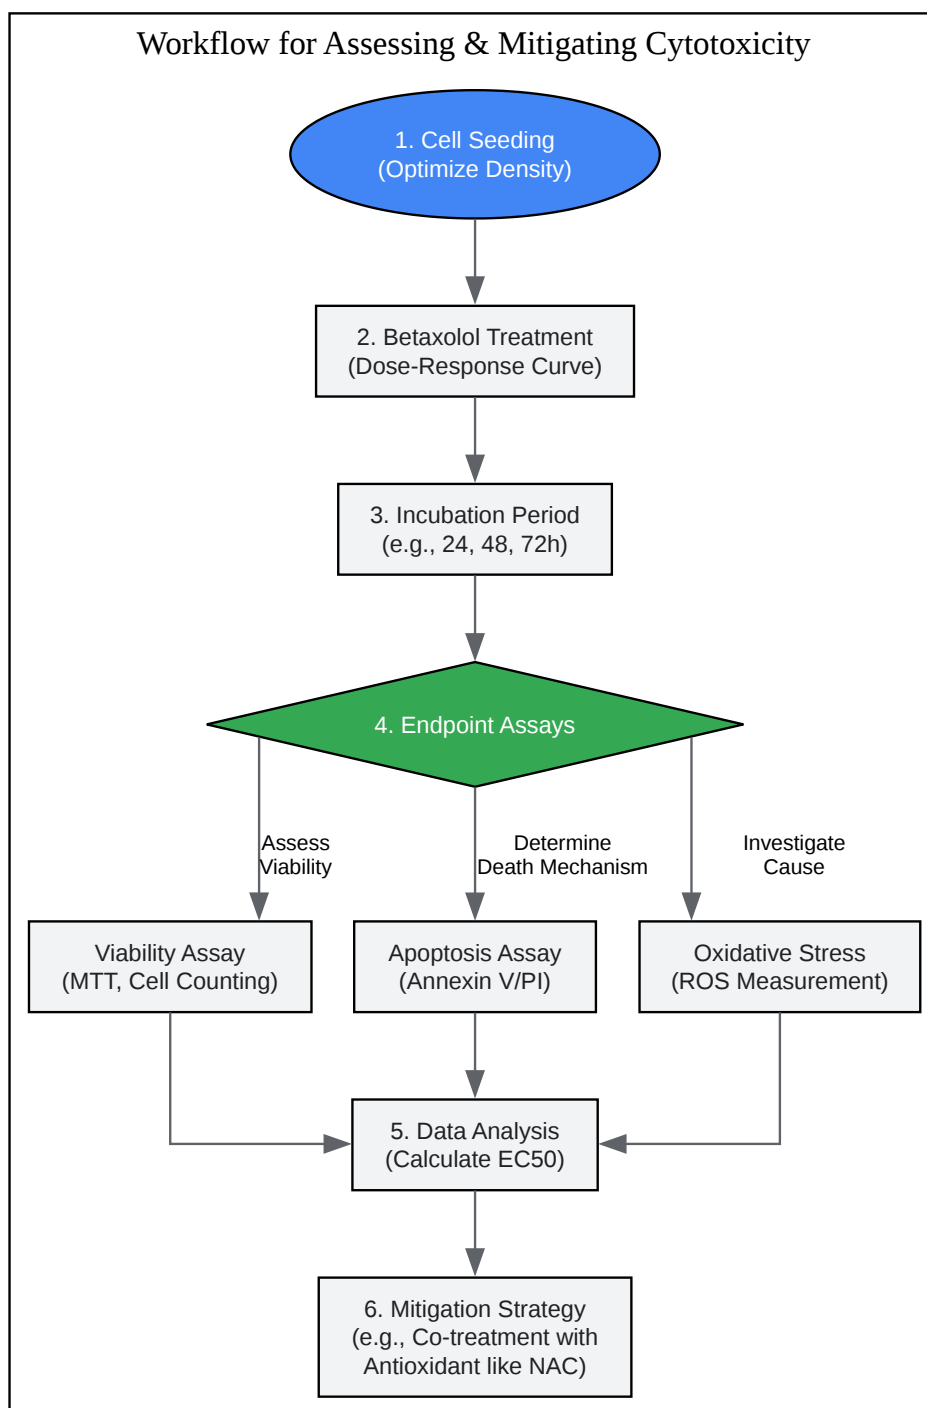 Workflow for Assessing & Mitigating Cytotoxicity
1. Cell Seeding
(Optimize Density)
2. Betaxolol Treatment
(Dose-Response Curve)
3. Incubation Period
(e.g., 24, 48, 72h)
4. Endpoint Assays
Assess
Viability
Determine
Death Mechanism
Investigate
Cause
Viability Assay
(MTT, Cell Counting)
Apoptosis Assay
(Annexin V/PI)
Oxidative Stress
(ROS Measurement)
5. Data Analysis
(Calculate EC50)
6. Mitigation Strategy
(e.g., Co-treatment with
Antioxidant like NAC)